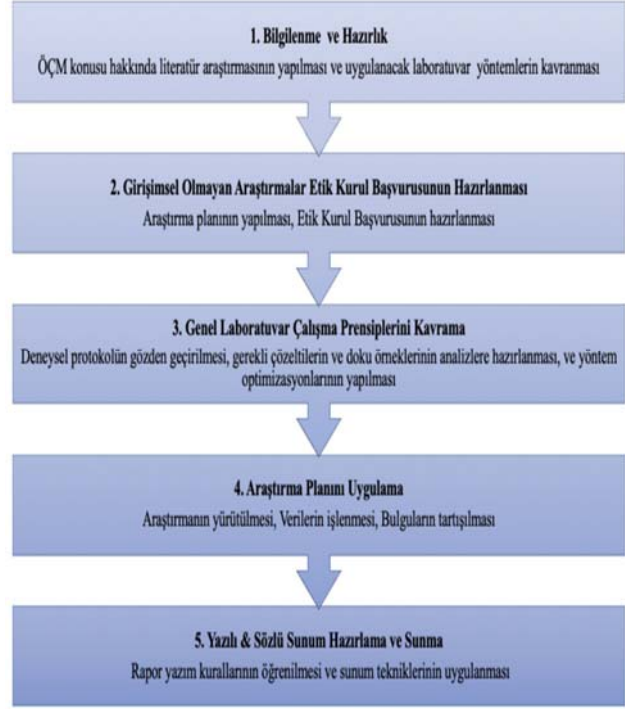 1. Bilgilenme ve Hazırlık
ÖÇM konusu hakkında literatür araştırmasının yapılması ve uygulanacak laboratuvar yöntemlerin kavranması
2. Girişimsel Olmayan Araştırmalar Etik Kurul Başvurusunun Hazırlanması
Araştırma planının yapılması, Etik Kurul Başvurusunun hazırlanması
3. Genel Laboratuvar Çalışma Prensiplerini Kavrama
Deneysel protokolün gözden geçirilmesi, gerekli çözeltilerin ve doku örneklerinin analizlere hazırlanması, ve yöntem
optimizasyonlarının yapılması
4. Araştırma Planını Uygulama
Araştırmanın yürütülmesi, Verilerin işlenmesi, Bulguların tartışılması
5. Yazılı & Sözlü Sunum Hazırlama ve Sunma
Rapor yazım kurallarının öğrenilmesi ve sunum tekniklerinin uygulanması